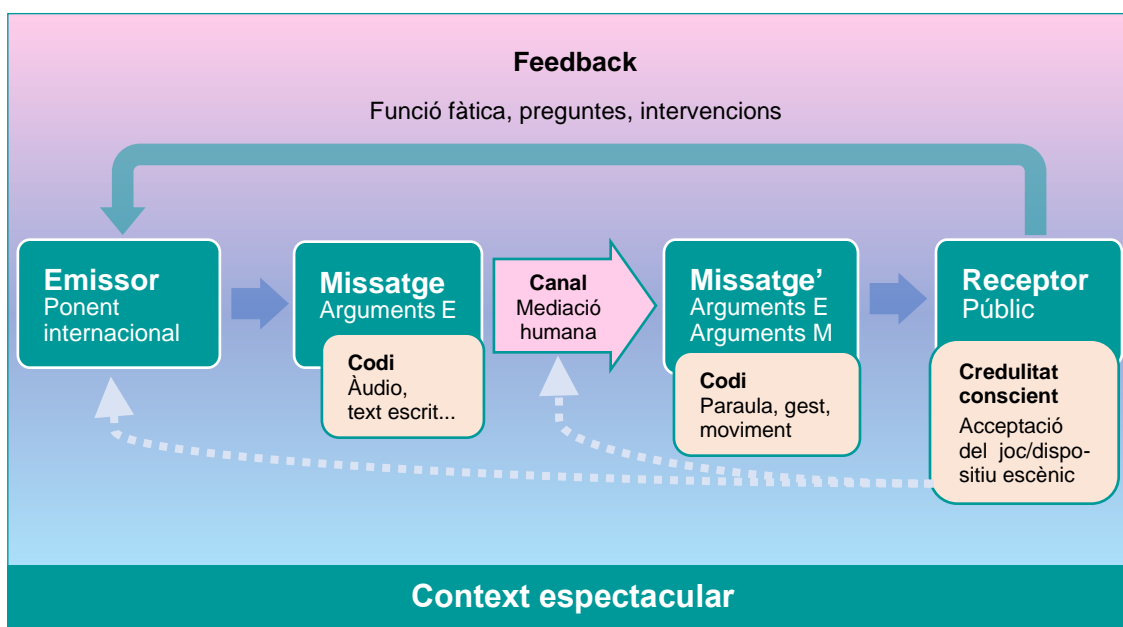 Feedback
Funció fàtica, preguntes, intervencions
Emissor
Ponent
internacional
Missatge
Arguments E
Codi
Àudio,
text escrit...
Canal
Mediació
humana
Missatge’
Arguments E
Arguments M
Codi
Paraula, gest,
moviment
Receptor
Públic
Credulitat
conscient
Acceptació
del joc/dispo-
sitiu escènic
Context espectacular